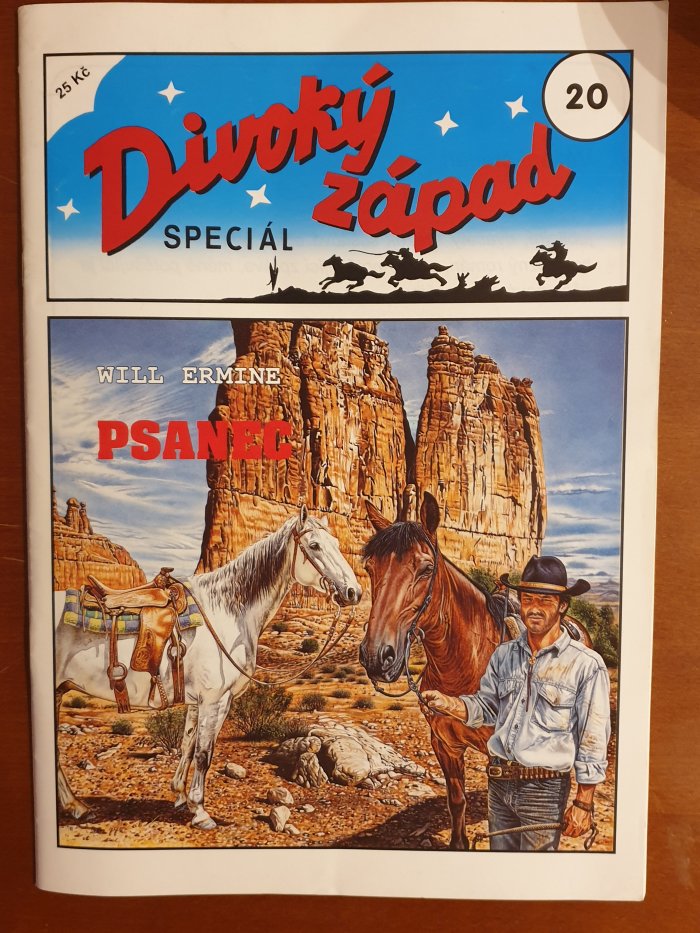 25 Kč
20
Divoký
západ
SPECIÁL
WILL ERMINE
PSANEC